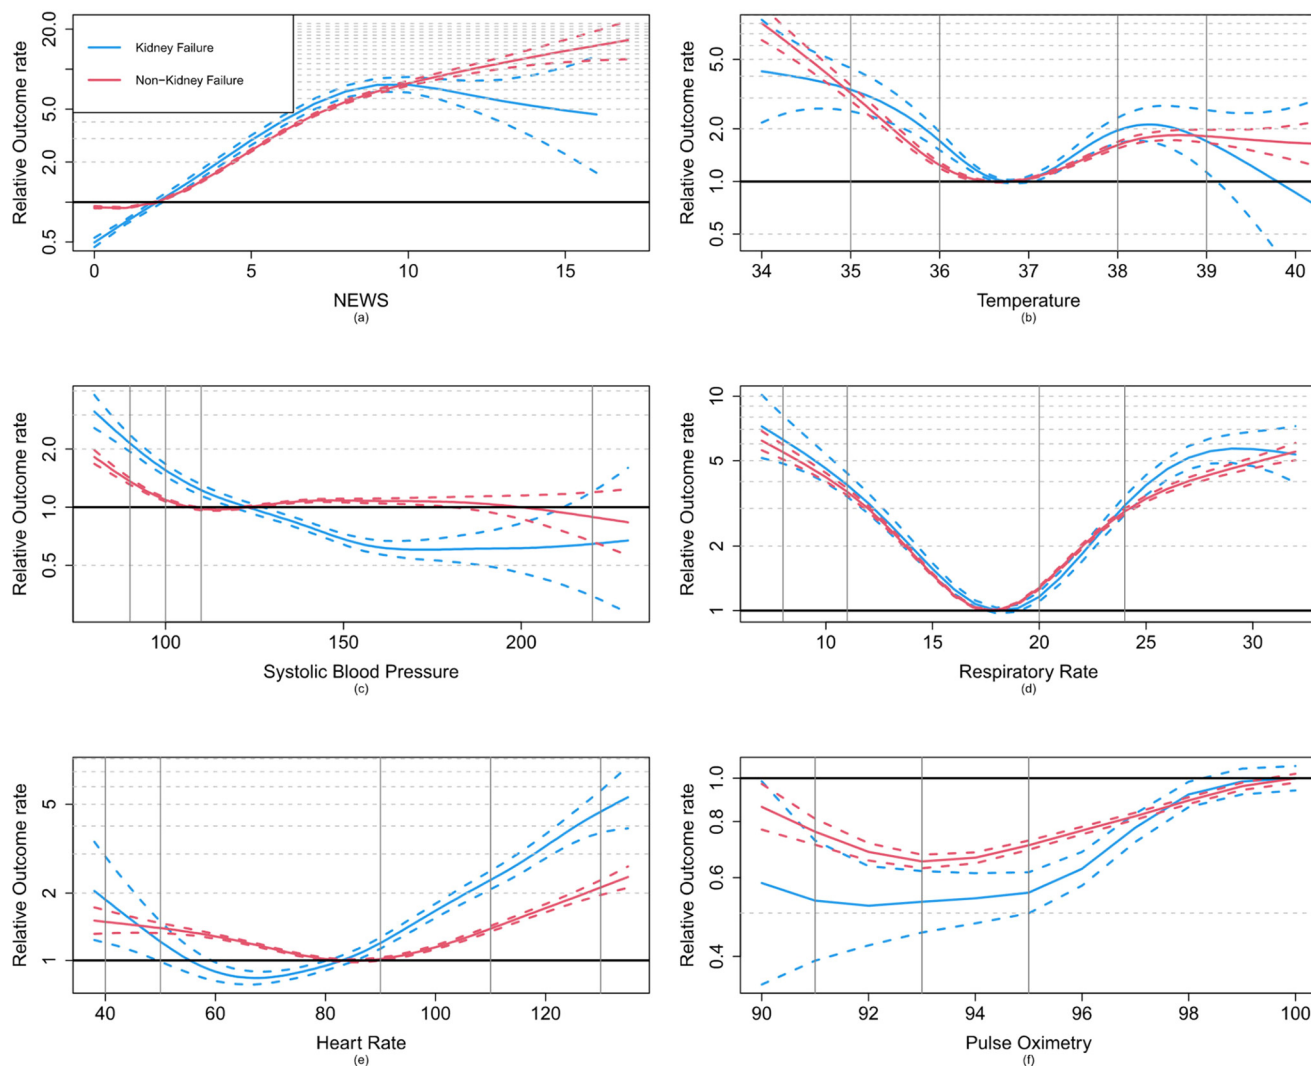 Relative Outcome rate
20.0
5.0
2.0
0.5
Kidney Failure
Non-Kidney Failure
0 5 10 15
NEWS
(a)
Relative Outcome rate
5.0
2.0
1.0
0.5
34 35 36 37 38 39 40
Temperature
(b)
Relative Outcome rate
2.0
1.0
0.5
100 150 200
Systolic Blood Pressure
(c)
Relative Outcome rate
10
5
2
1
10 15 20 25 30
Respiratory Rate
(d)
Relative Outcome rate
5
2
1
40 60 80 100 120
Heart Rate
(e)
Relative Outcome rate
1.0
0.8
0.6
0.4
90 92 94 96 98 100
Pulse Oximetry
(f)